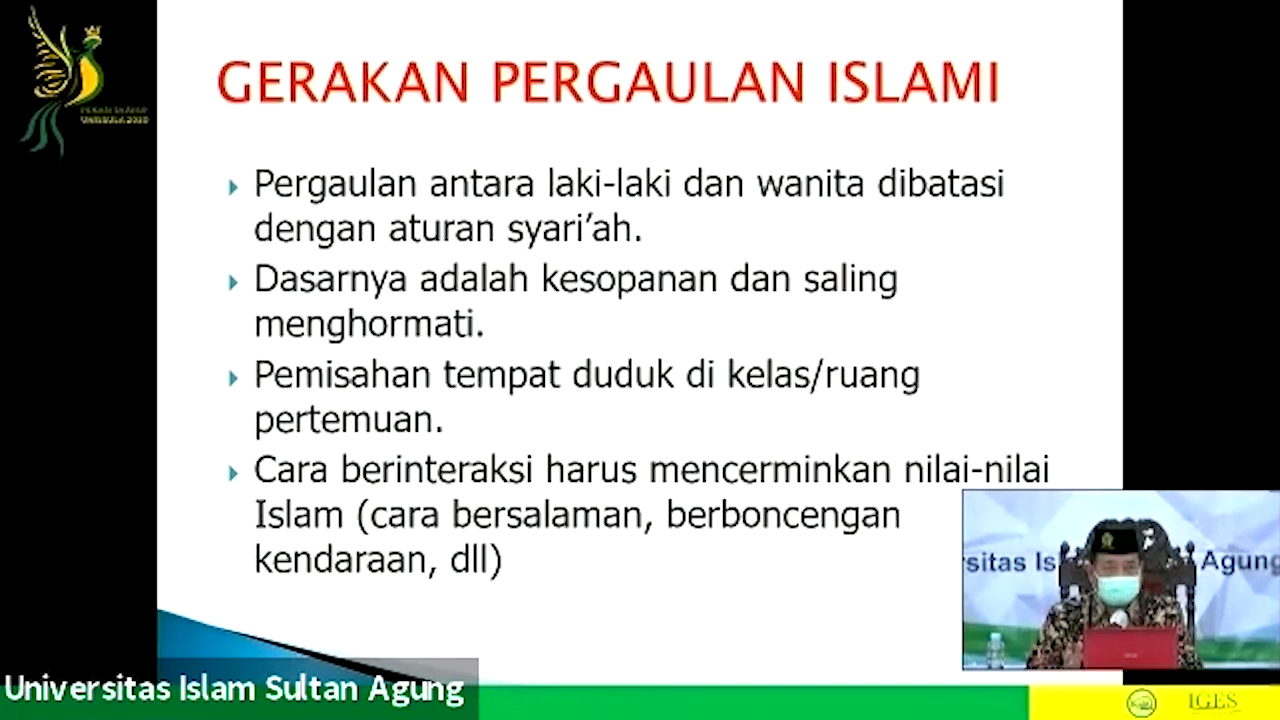 GERAKAN PERGAULAN ISLAMI
Pergaulan antara laki-laki dan wanita dibatasi
dengan aturan syari’ah.
Dasarnya adalah kesopanan dan saling
menghormati.
Pemisahan tempat duduk di kelas/ruang
pertemuan.
Cara berinteraksi harus mencerminkan nilai-nilai
Islam (cara bersalaman, berboncengan
kendaraan, dll)
Agung
Universitas Islam Sultan Agung
IGES